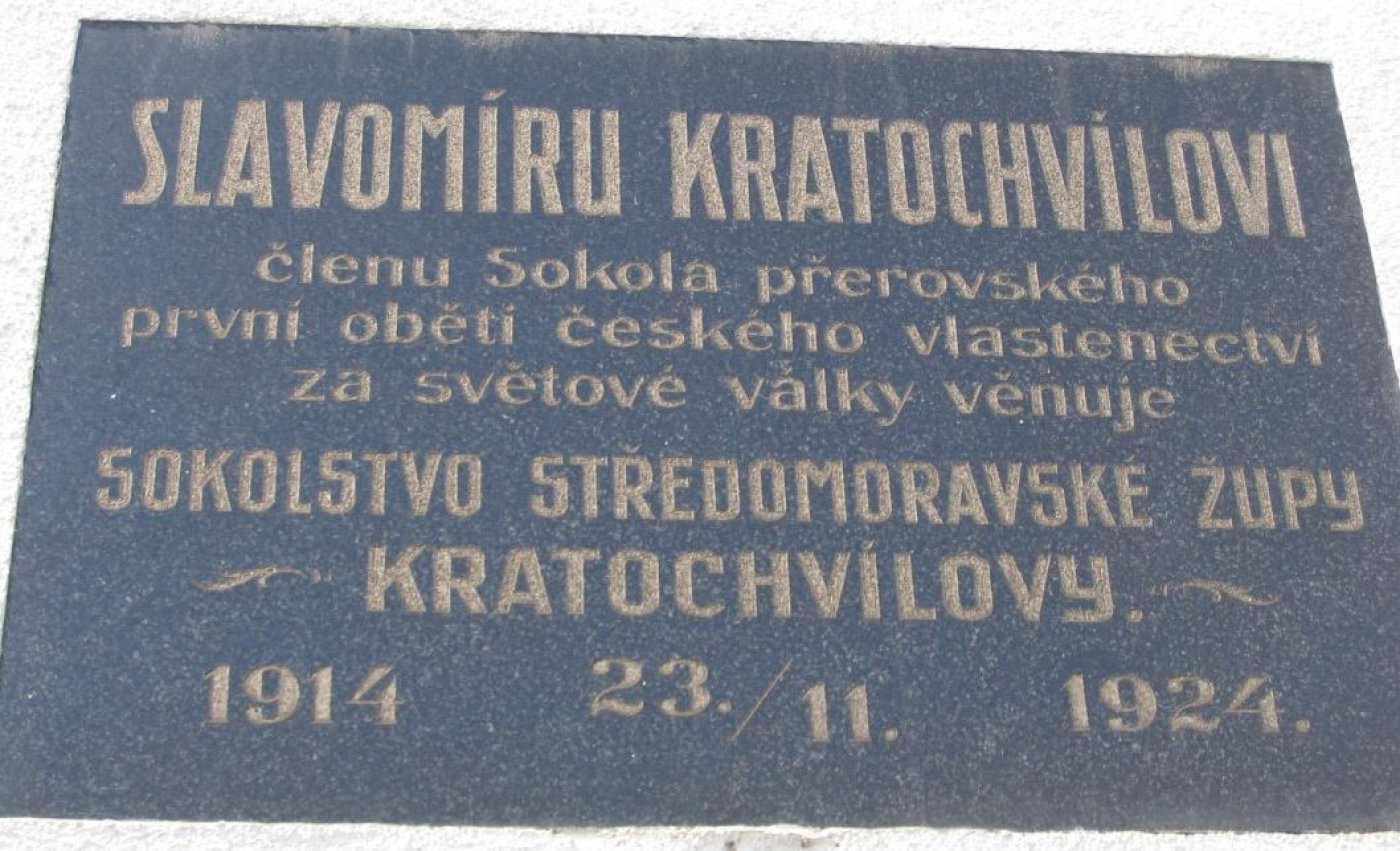 SLAVOMÍRU KRATOCHVÍLOVI
členu Sokola přerovského
první oběti českého vlastenectví
za světové války věnuje
SOKOLSTVO STŘEDOMORAVSKÉ ŽUPY
KRATOCHVÍLOVY.
1914 23./11. 1924.